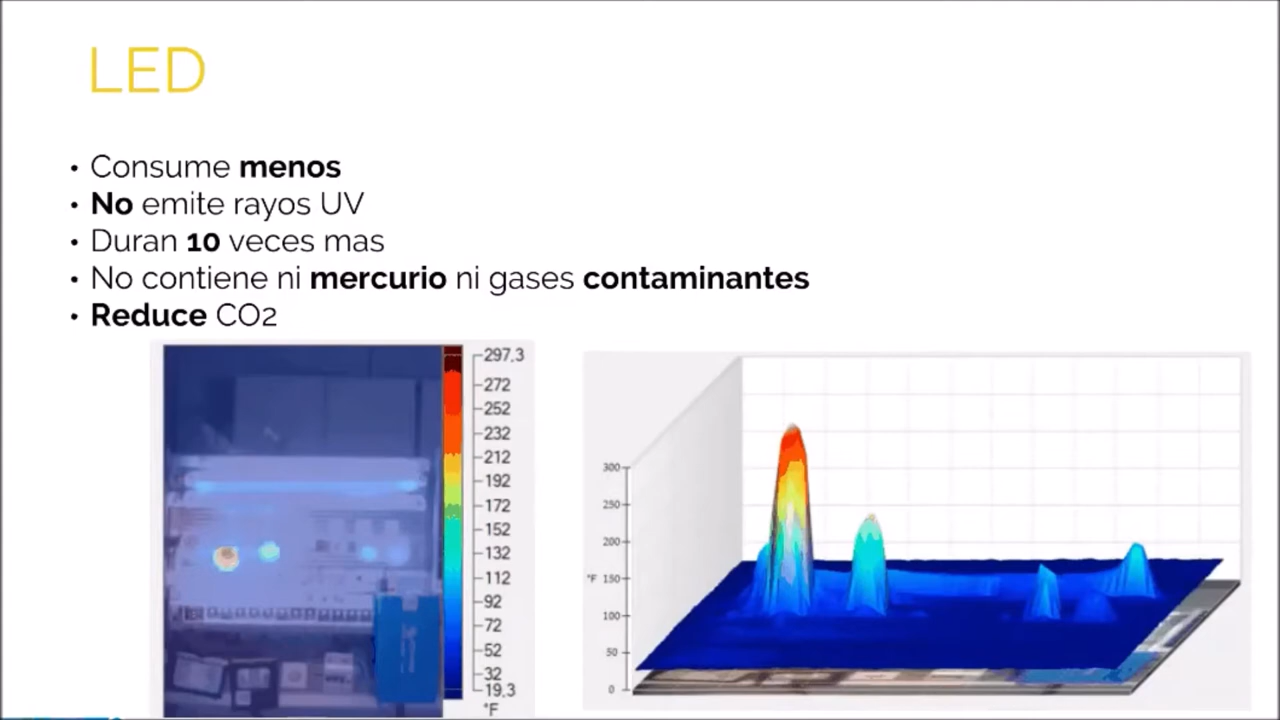 LED
• Consume menos
• No emite rayos UV
• Duran 10 veces mas
• No contiene ni mercurio ni gases contaminantes
• Reduce CO2
297,3
272
252
232
212
192
172
152
132
112
92
72
52
32
19,3
°F
300
250
200
°F 150
100
50
0